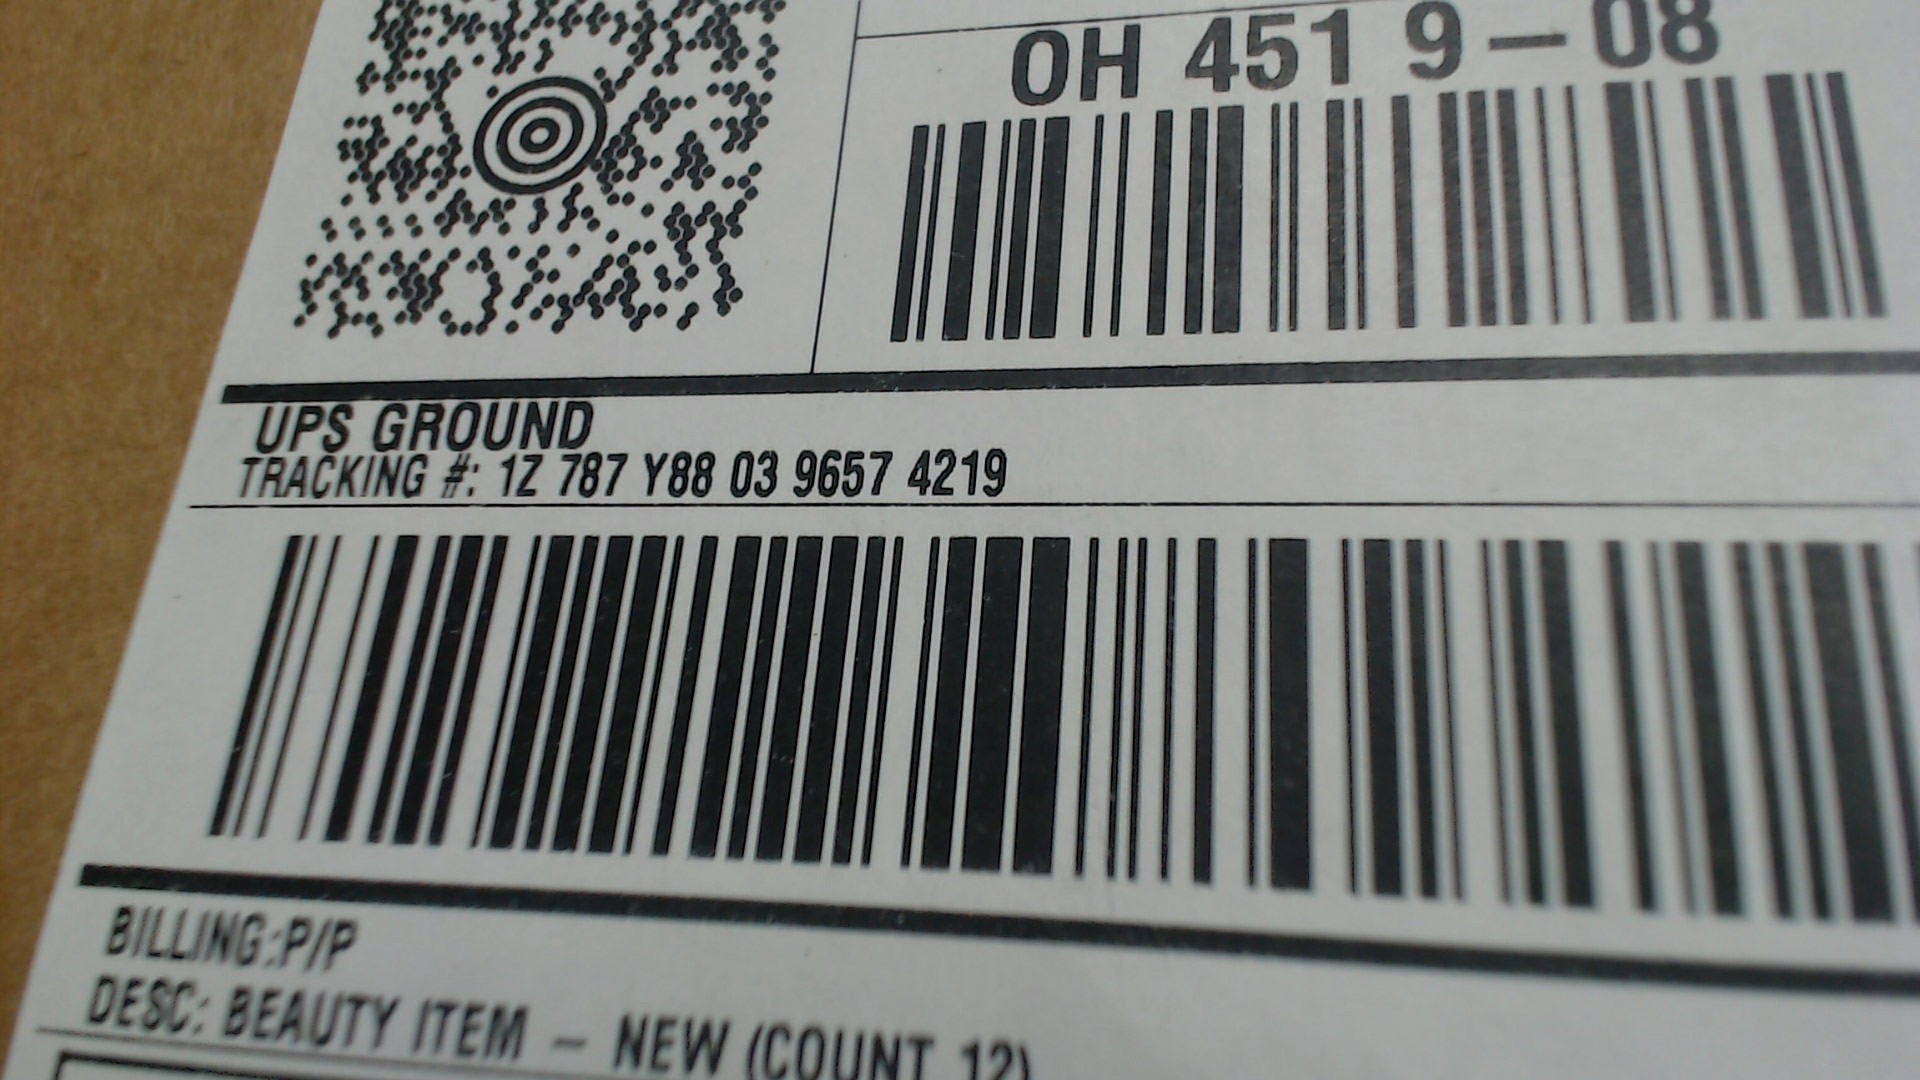 OH 451 9-08
UPS GROUND
TRACKING #: 1Z 787 Y88 03 9657 4219
BILLING:P/P
DESC: BEAUTY ITEM - NEW (COUNT 12)